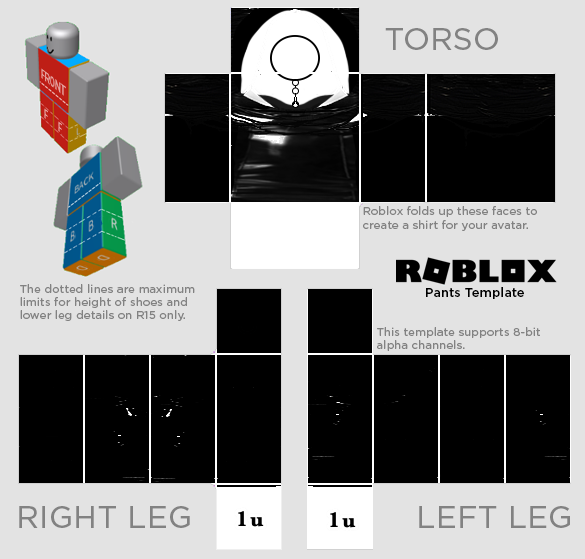 TORSO
FRONT
F F L
BACK
B B R
Roblox folds up these faces to
create a shirt for your avatar.
ROBLOX
Pants Template
The dotted lines are maximum
limits for height of shoes and
lower leg details on R15 only.
This template supports 8-bit
alpha channels.
RIGHT LEG
1u
1u
LEFT LEG